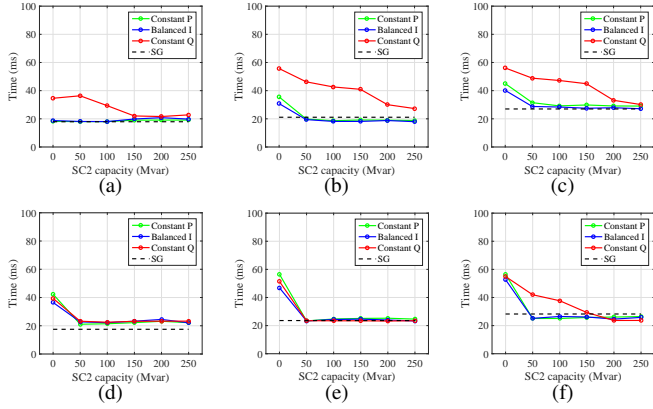 100
80
60
40
20
0
Time (ms)
Constant P
Balanced I
Constant Q
SG
0 50 100 150 200 250
SC2 capacity (Mvar)
(a)
100
80
60
40
20
0
Time (ms)
Constant P
Balanced I
Constant Q
SG
0 50 100 150 200 250
SC2 capacity (Mvar)
(b)
100
80
60
40
20
0
Time (ms)
Constant P
Balanced I
Constant Q
SG
0 50 100 150 200 250
SC2 capacity (Mvar)
(c)
100
80
60
40
20
0
Time (ms)
Constant P
Balanced I
Constant Q
SG
0 50 100 150 200 250
SC2 capacity (Mvar)
(d)
100
80
60
40
20
0
Time (ms)
Constant P
Balanced I
Constant Q
SG
0 50 100 150 200 250
SC2 capacity (Mvar)
(e)
100
80
60
40
20
0
Time (ms)
Constant P
Balanced I
Constant Q
SG
0 50 100 150 200 250
SC2 capacity (Mvar)
(f)